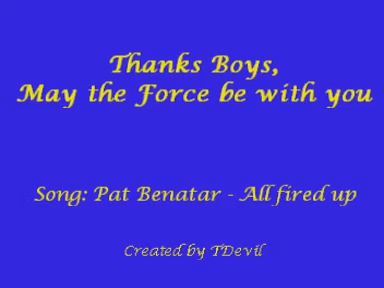 Thanks Boys,
May the Force be with you
Song: Pat Benatar - All fired up
Created by TDevil